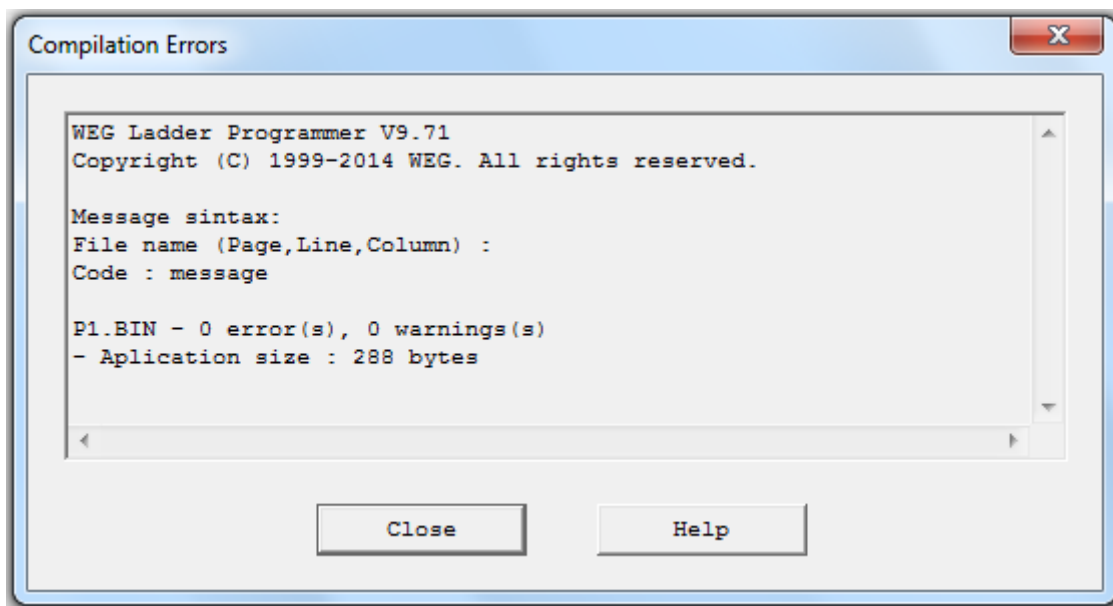 Compilation Errors
WEG Ladder Programmer V9.71
Copyright (C) 1999-2014 WEG. All rights reserved.
Message sintax:
File name (Page,Line,Column) :
Code : message
P1.BIN - 0 error(s), 0 warnings(s)
- Aplication size : 288 bytes
Close
Help